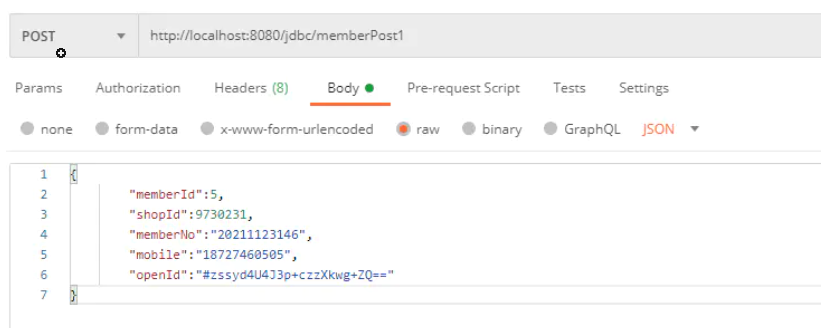 POST http://localhost:8080/jdbc/memberPost1
Params Authorization Headers (8) Body Pre-request Script Tests Settings
none form-data x-www-form-urlencoded raw binary GraphQL JSON
1 {
2 "memberId":5,
3 "shopId":9730231,
4 "memberNo":"20211123146",
5 "mobile":"18727460505",
6 "openId":"#zssyd4U4J3p+czzXkwg+ZQ=="
7 }